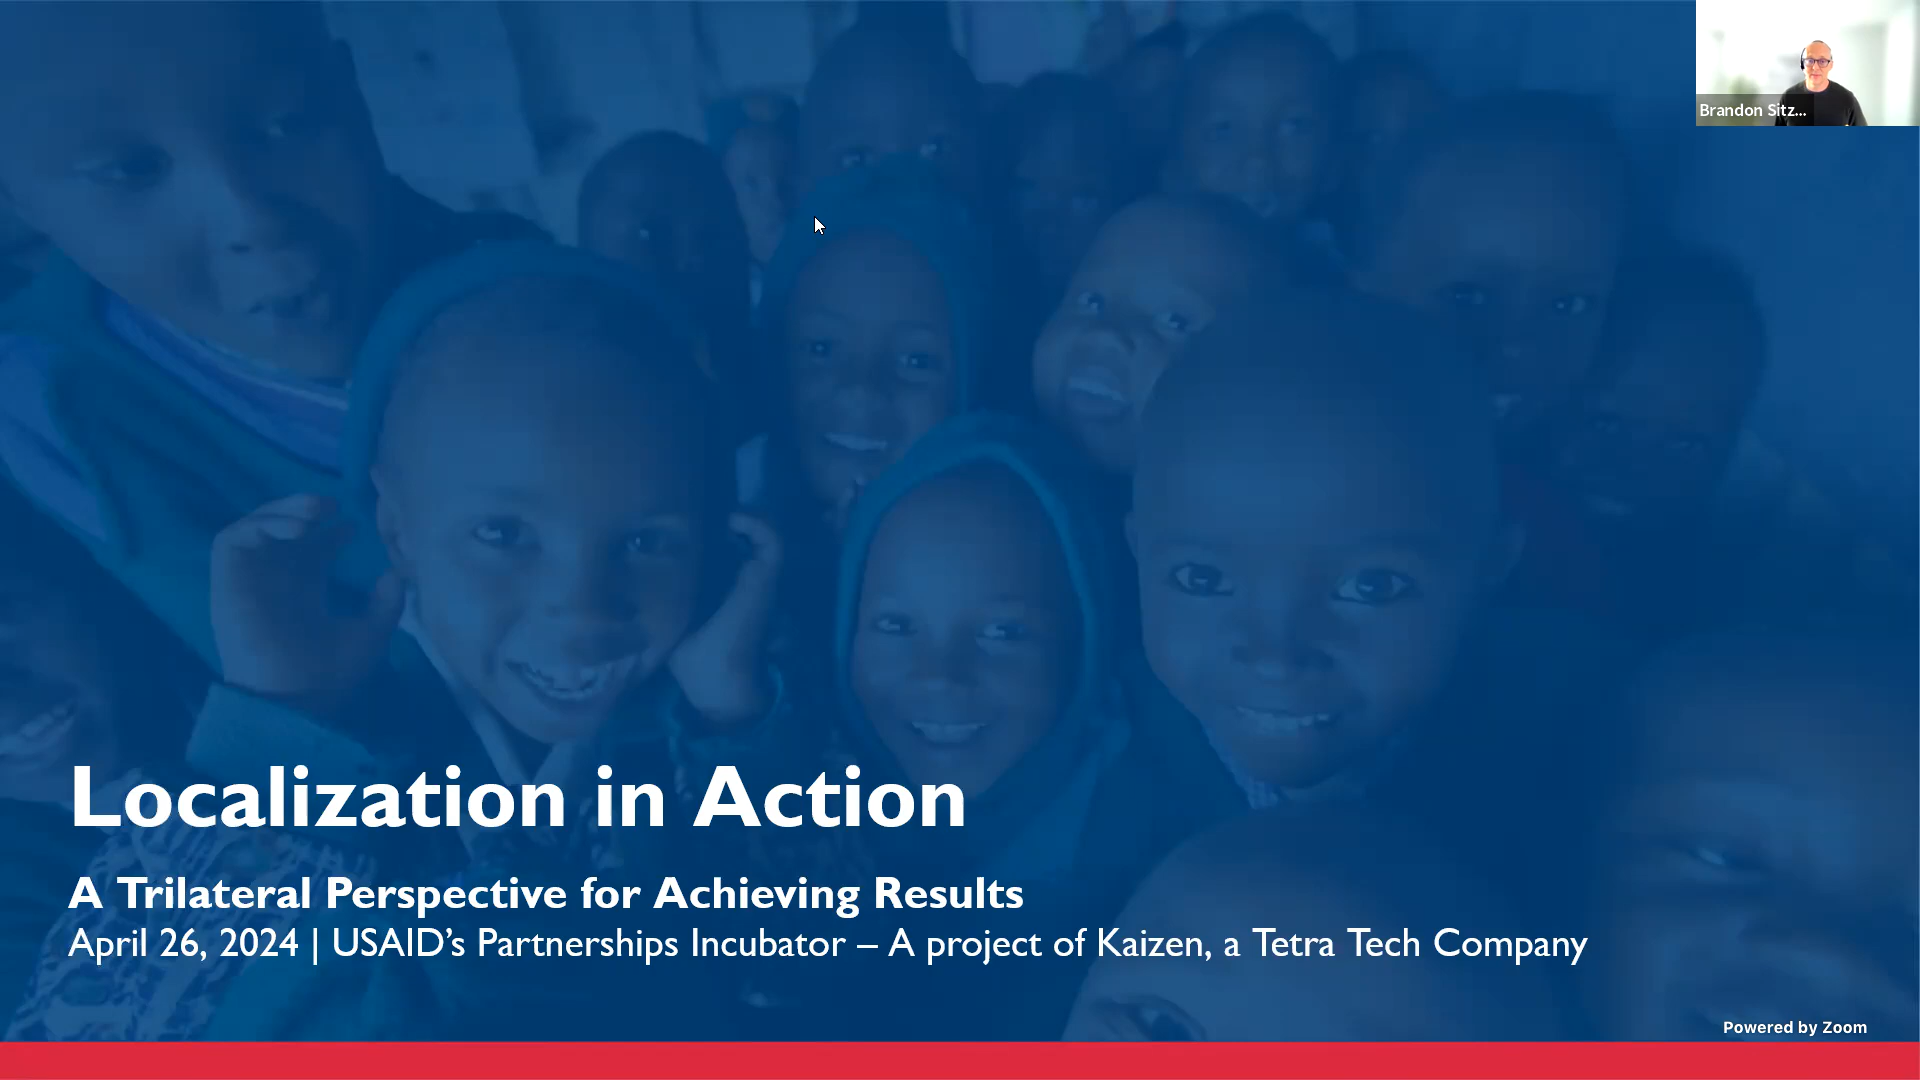 Brandon Sitz...
Localization in Action
A Trilateral Perspective for Achieving Results
April 26, 2024 | USAID’s Partnerships Incubator – A project of Kaizen, a Tetra Tech Company
Powered by Zoom